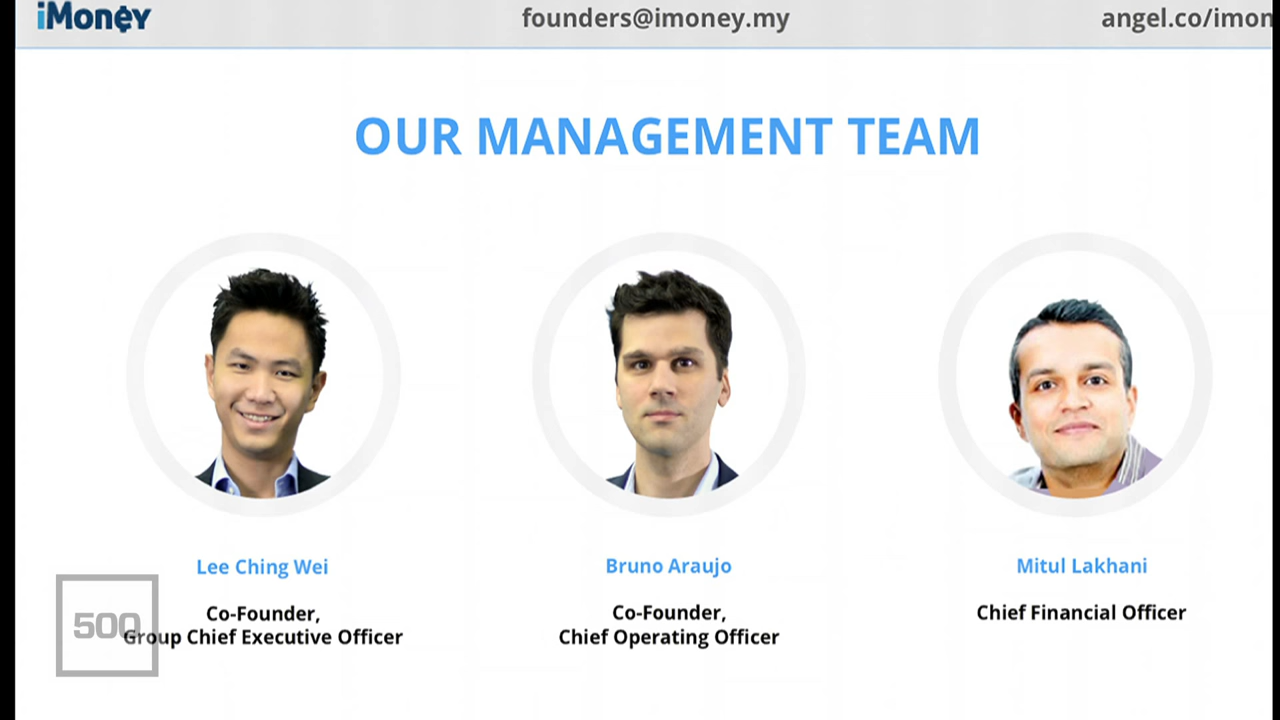 iMoney
founders@imoney.my
angel.co/imon
OUR MANAGEMENT TEAM
Lee Ching Wei
Co-Founder,
Group Chief Executive Officer
Bruno Araujo
Co-Founder,
Chief Operating Officer
Mitul Lakhani
Chief Financial Officer
500